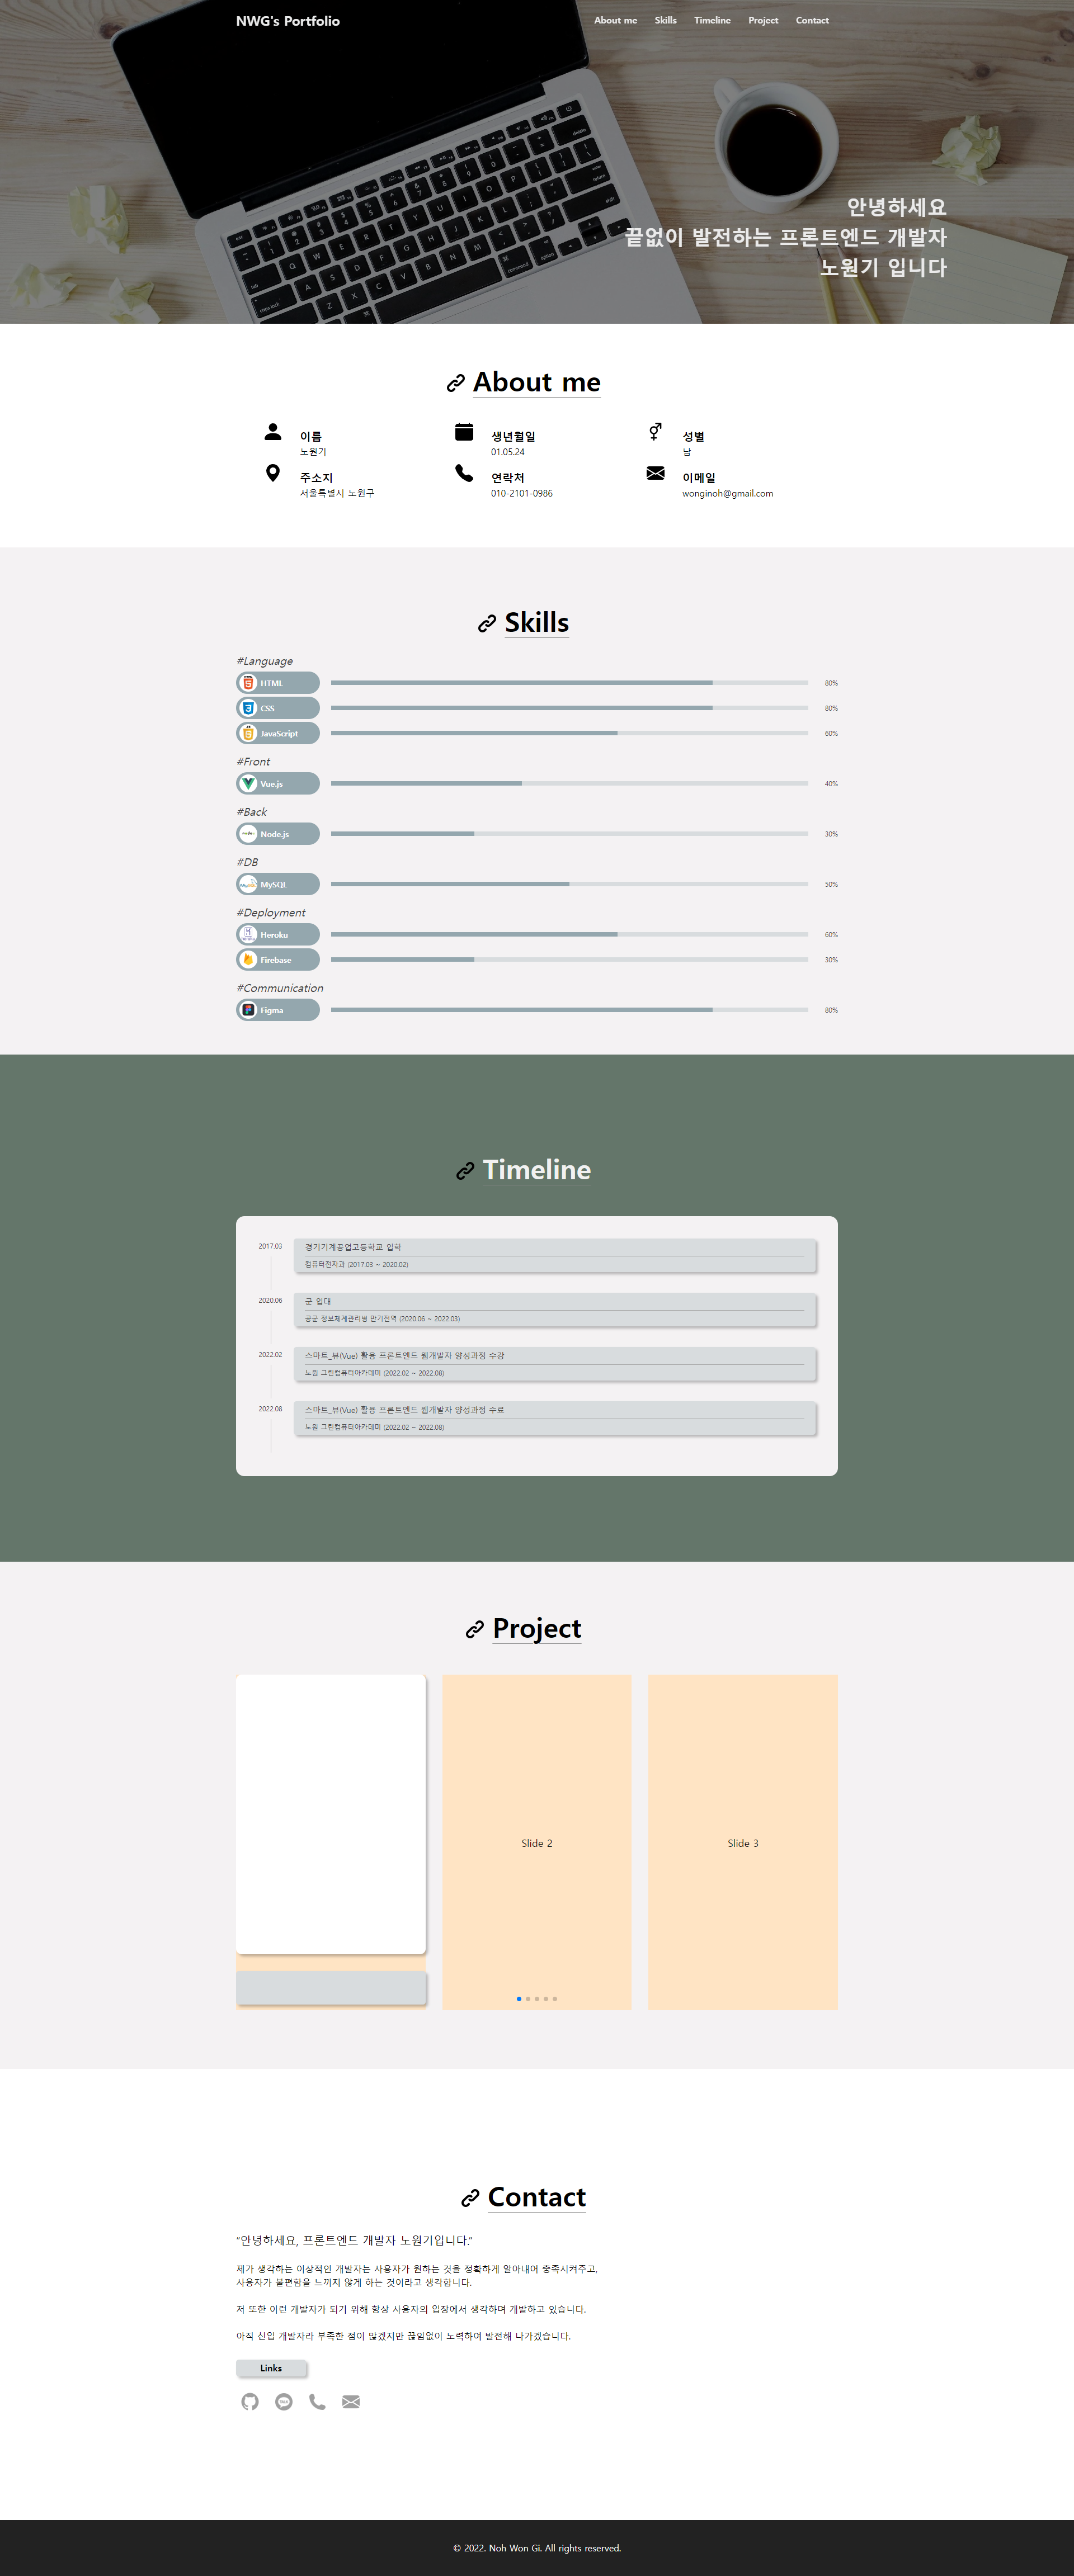 NWG's Portfolio
About me
Skills
Timeline
Project
Contact
안녕하세요
끝없이 발전하는 프론트엔드 개발자
노원기 입니다
About me
이름
노원기
생년월일
01.05.24
성별
남
주소지
서울특별시 노원구
연락처
010-2101-0986
이메일
wonginoh@gmail.com
Skills
#Language
HTML
80%
CSS
80%
JavaScript
60%
#Front
Vue.js
40%
#Back
Node.js
30%
#DB
MySQL
50%
#Deployment
Heroku
60%
Firebase
30%
#Communication
Figma
80%
Timeline
2017.03
경기기계공업고등학교 입학
컴퓨터전자과 (2017.03 ~ 2020.02)
2020.06
군 입대
공군 정보체계관리병 만기전역 (2020.06 ~ 2022.03)
2022.02
스마트_뷰(Vue) 활용 프론트엔드 웹개발자 양성과정 수강
노원 그린컴퓨터아카데미 (2022.02 ~ 2022.08)
2022.08
스마트_뷰(Vue) 활용 프론트엔드 웹개발자 양성과정 수료
노원 그린컴퓨터아카데미 (2022.02 ~ 2022.08)
Project
Slide 2
Slide 3
Contact
"안녕하세요, 프론트엔드 개발자 노원기입니다."
제가 생각하는 이상적인 개발자는 사용자가 원하는 것을 정확하게 알아내어 충족시켜주고,
사용자가 불편함을 느끼지 않게 하는 것이라고 생각합니다.
저 또한 이런 개발자가 되기 위해 항상 사용자의 입장에서 생각하며 개발하고 있습니다.
아직 신입 개발자라 부족한 점이 많겠지만 끊임없이 노력하여 발전해 나가겠습니다.
Links
© 2022. Noh Won Gi. All rights reserved.